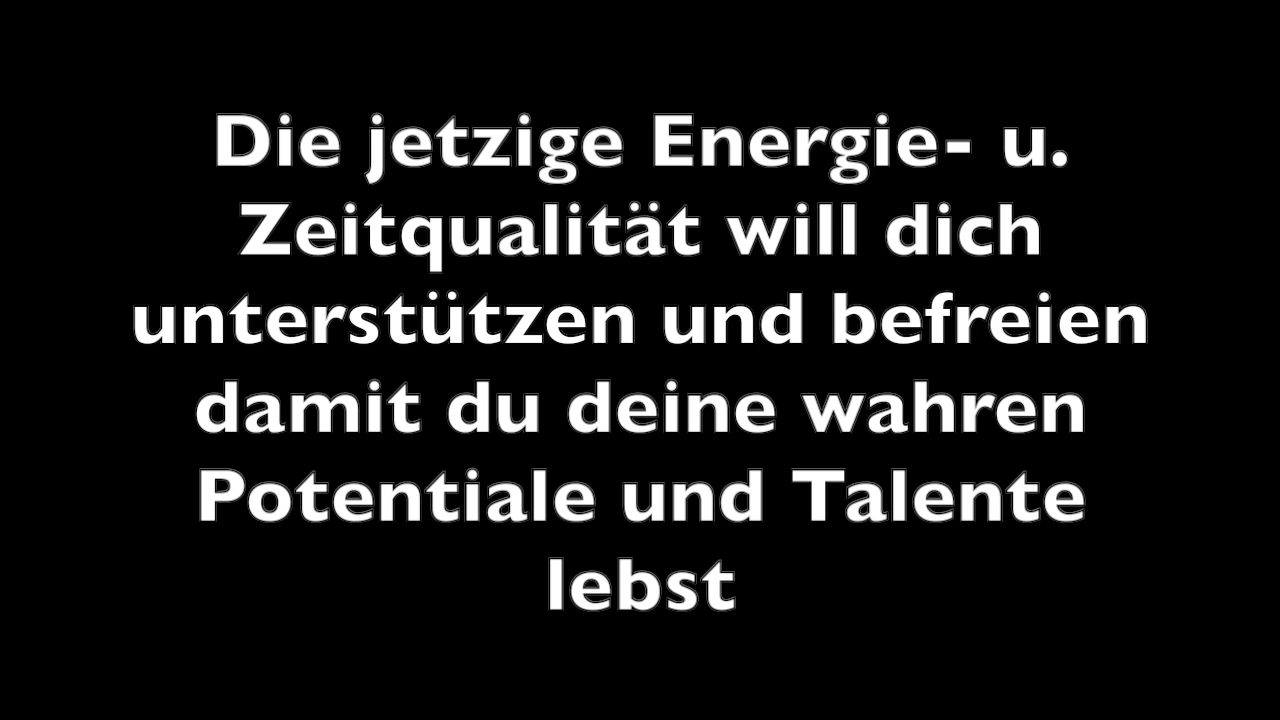 Die jetzige Energie- u.
Zeitqualität will dich
unterstützen und befreien
damit du deine wahren
Potentiale und Talente
lebst